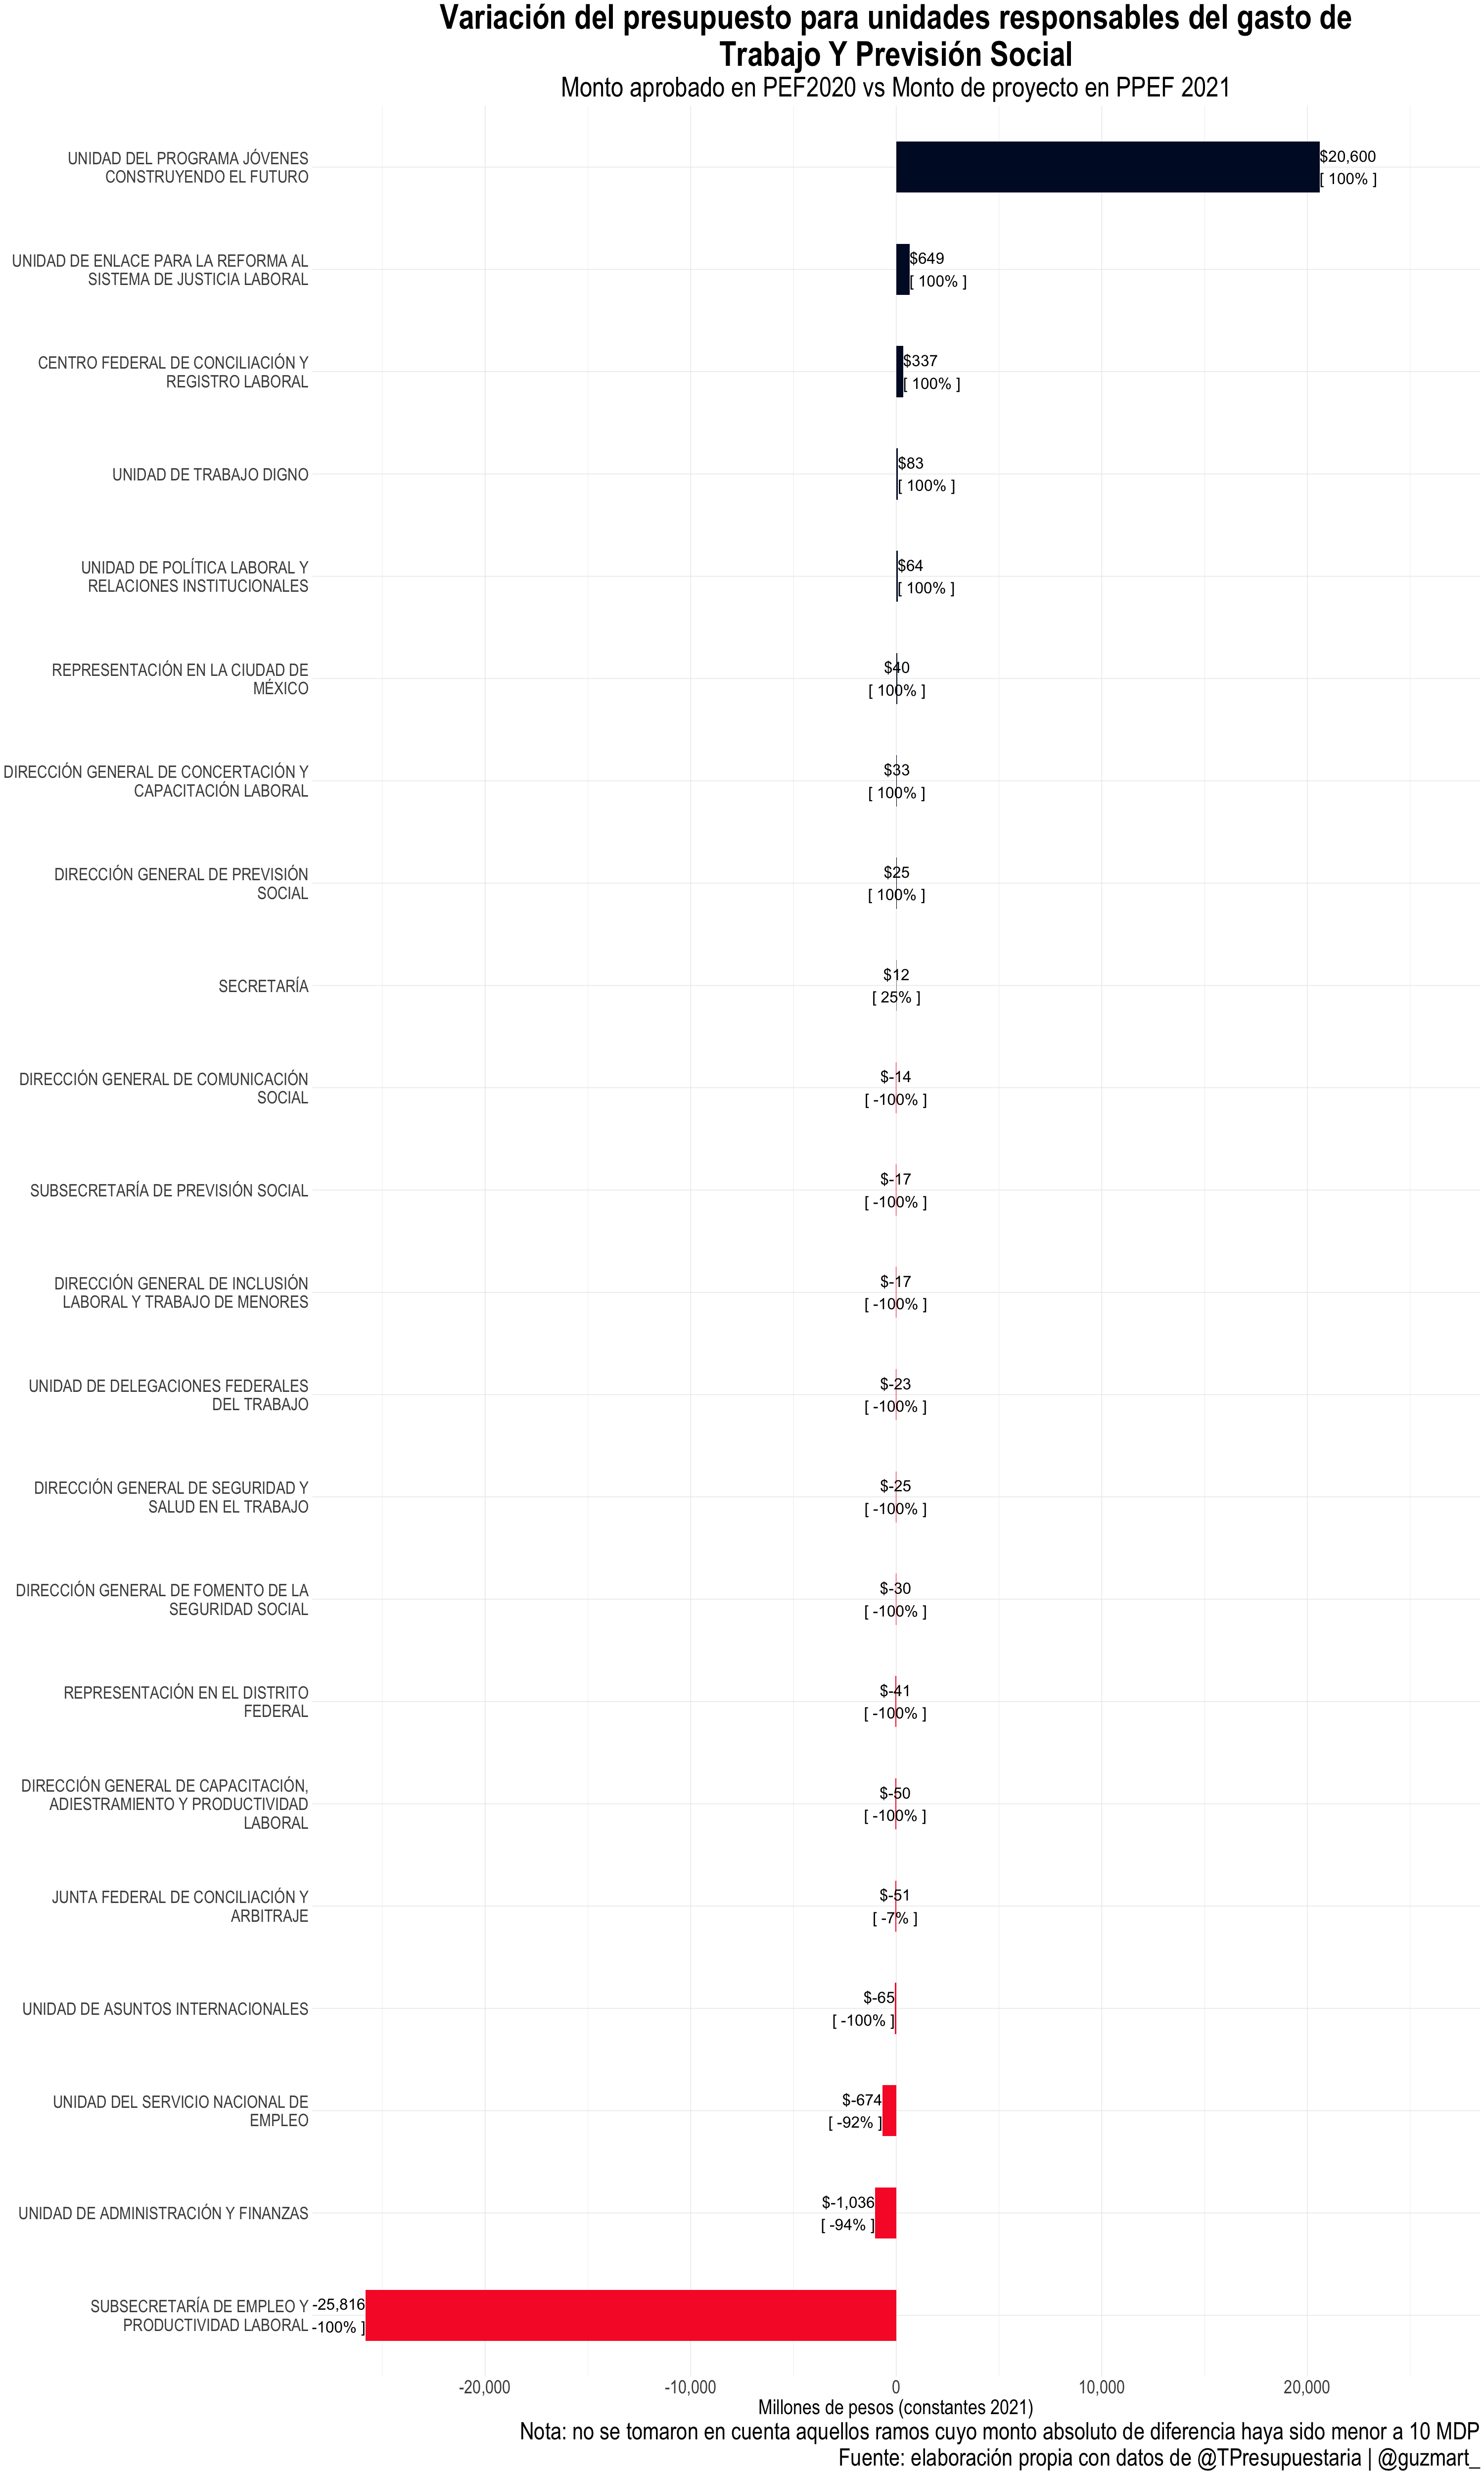 Variación del presupuesto para unidades responsables del gasto de
Trabajo Y Previsión Social
Monto aprobado en PEF2020 vs Monto de proyecto en PPEF 2021
UNIDAD DEL PROGRAMA JÓVENES
CONSTRUYENDO EL FUTURO
$20,600
[ 100% ]
UNIDAD DE ENLACE PARA LA REFORMA AL
SISTEMA DE JUSTICIA LABORAL
$649
[ 100% ]
CENTRO FEDERAL DE CONCILIACIÓN Y
REGISTRO LABORAL
$337
[ 100% ]
UNIDAD DE TRABAJO DIGNO
$83
[ 100% ]
UNIDAD DE POLÍTICA LABORAL Y
RELACIONES INSTITUCIONALES
$64
[ 100% ]
REPRESENTACIÓN EN LA CIUDAD DE
MÉXICO
$40
[ 100% ]
DIRECCIÓN GENERAL DE CONCERTACIÓN Y
CAPACITACIÓN LABORAL
$33
[ 100% ]
DIRECCIÓN GENERAL DE PREVISIÓN
SOCIAL
$25
[ 100% ]
SECRETARÍA
$12
[ 25% ]
DIRECCIÓN GENERAL DE COMUNICACIÓN
SOCIAL
$-14
[ -100% ]
SUBSECRETARÍA DE PREVISIÓN SOCIAL
$-17
[ -100% ]
DIRECCIÓN GENERAL DE INCLUSIÓN
LABORAL Y TRABAJO DE MENORES
$-17
[ -100% ]
UNIDAD DE DELEGACIONES FEDERALES
DEL TRABAJO
$-23
[ -100% ]
DIRECCIÓN GENERAL DE SEGURIDAD Y
SALUD EN EL TRABAJO
$-25
[ -100% ]
DIRECCIÓN GENERAL DE FOMENTO DE LA
SEGURIDAD SOCIAL
$-30
[ -100% ]
REPRESENTACIÓN EN EL DISTRITO
FEDERAL
$-41
[ -100% ]
DIRECCIÓN GENERAL DE CAPACITACIÓN,
ADIESTRAMIENTO Y PRODUCTIVIDAD
LABORAL
$-50
[ -100% ]
JUNTA FEDERAL DE CONCILIACIÓN Y
ARBITRAJE
$-51
[ -7% ]
UNIDAD DE ASUNTOS INTERNACIONALES
$-65
[ -100% ]
UNIDAD DEL SERVICIO NACIONAL DE
EMPLEO
$-674
[ -92% ]
UNIDAD DE ADMINISTRACIÓN Y FINANZAS
$-1,036
[ -94% ]
SUBSECRETARÍA DE EMPLEO Y
PRODUCTIVIDAD LABORAL
-25,816
-100% ]
-20,000 -10,000 0 10,000 20,000
Millones de pesos (constantes 2021)
Nota: no se tomaron en cuenta aquellos ramos cuyo monto absoluto de diferencia haya sido menor a 10 MDP
Fuente: elaboración propia con datos de @TPresupuestaria | @guzmart_